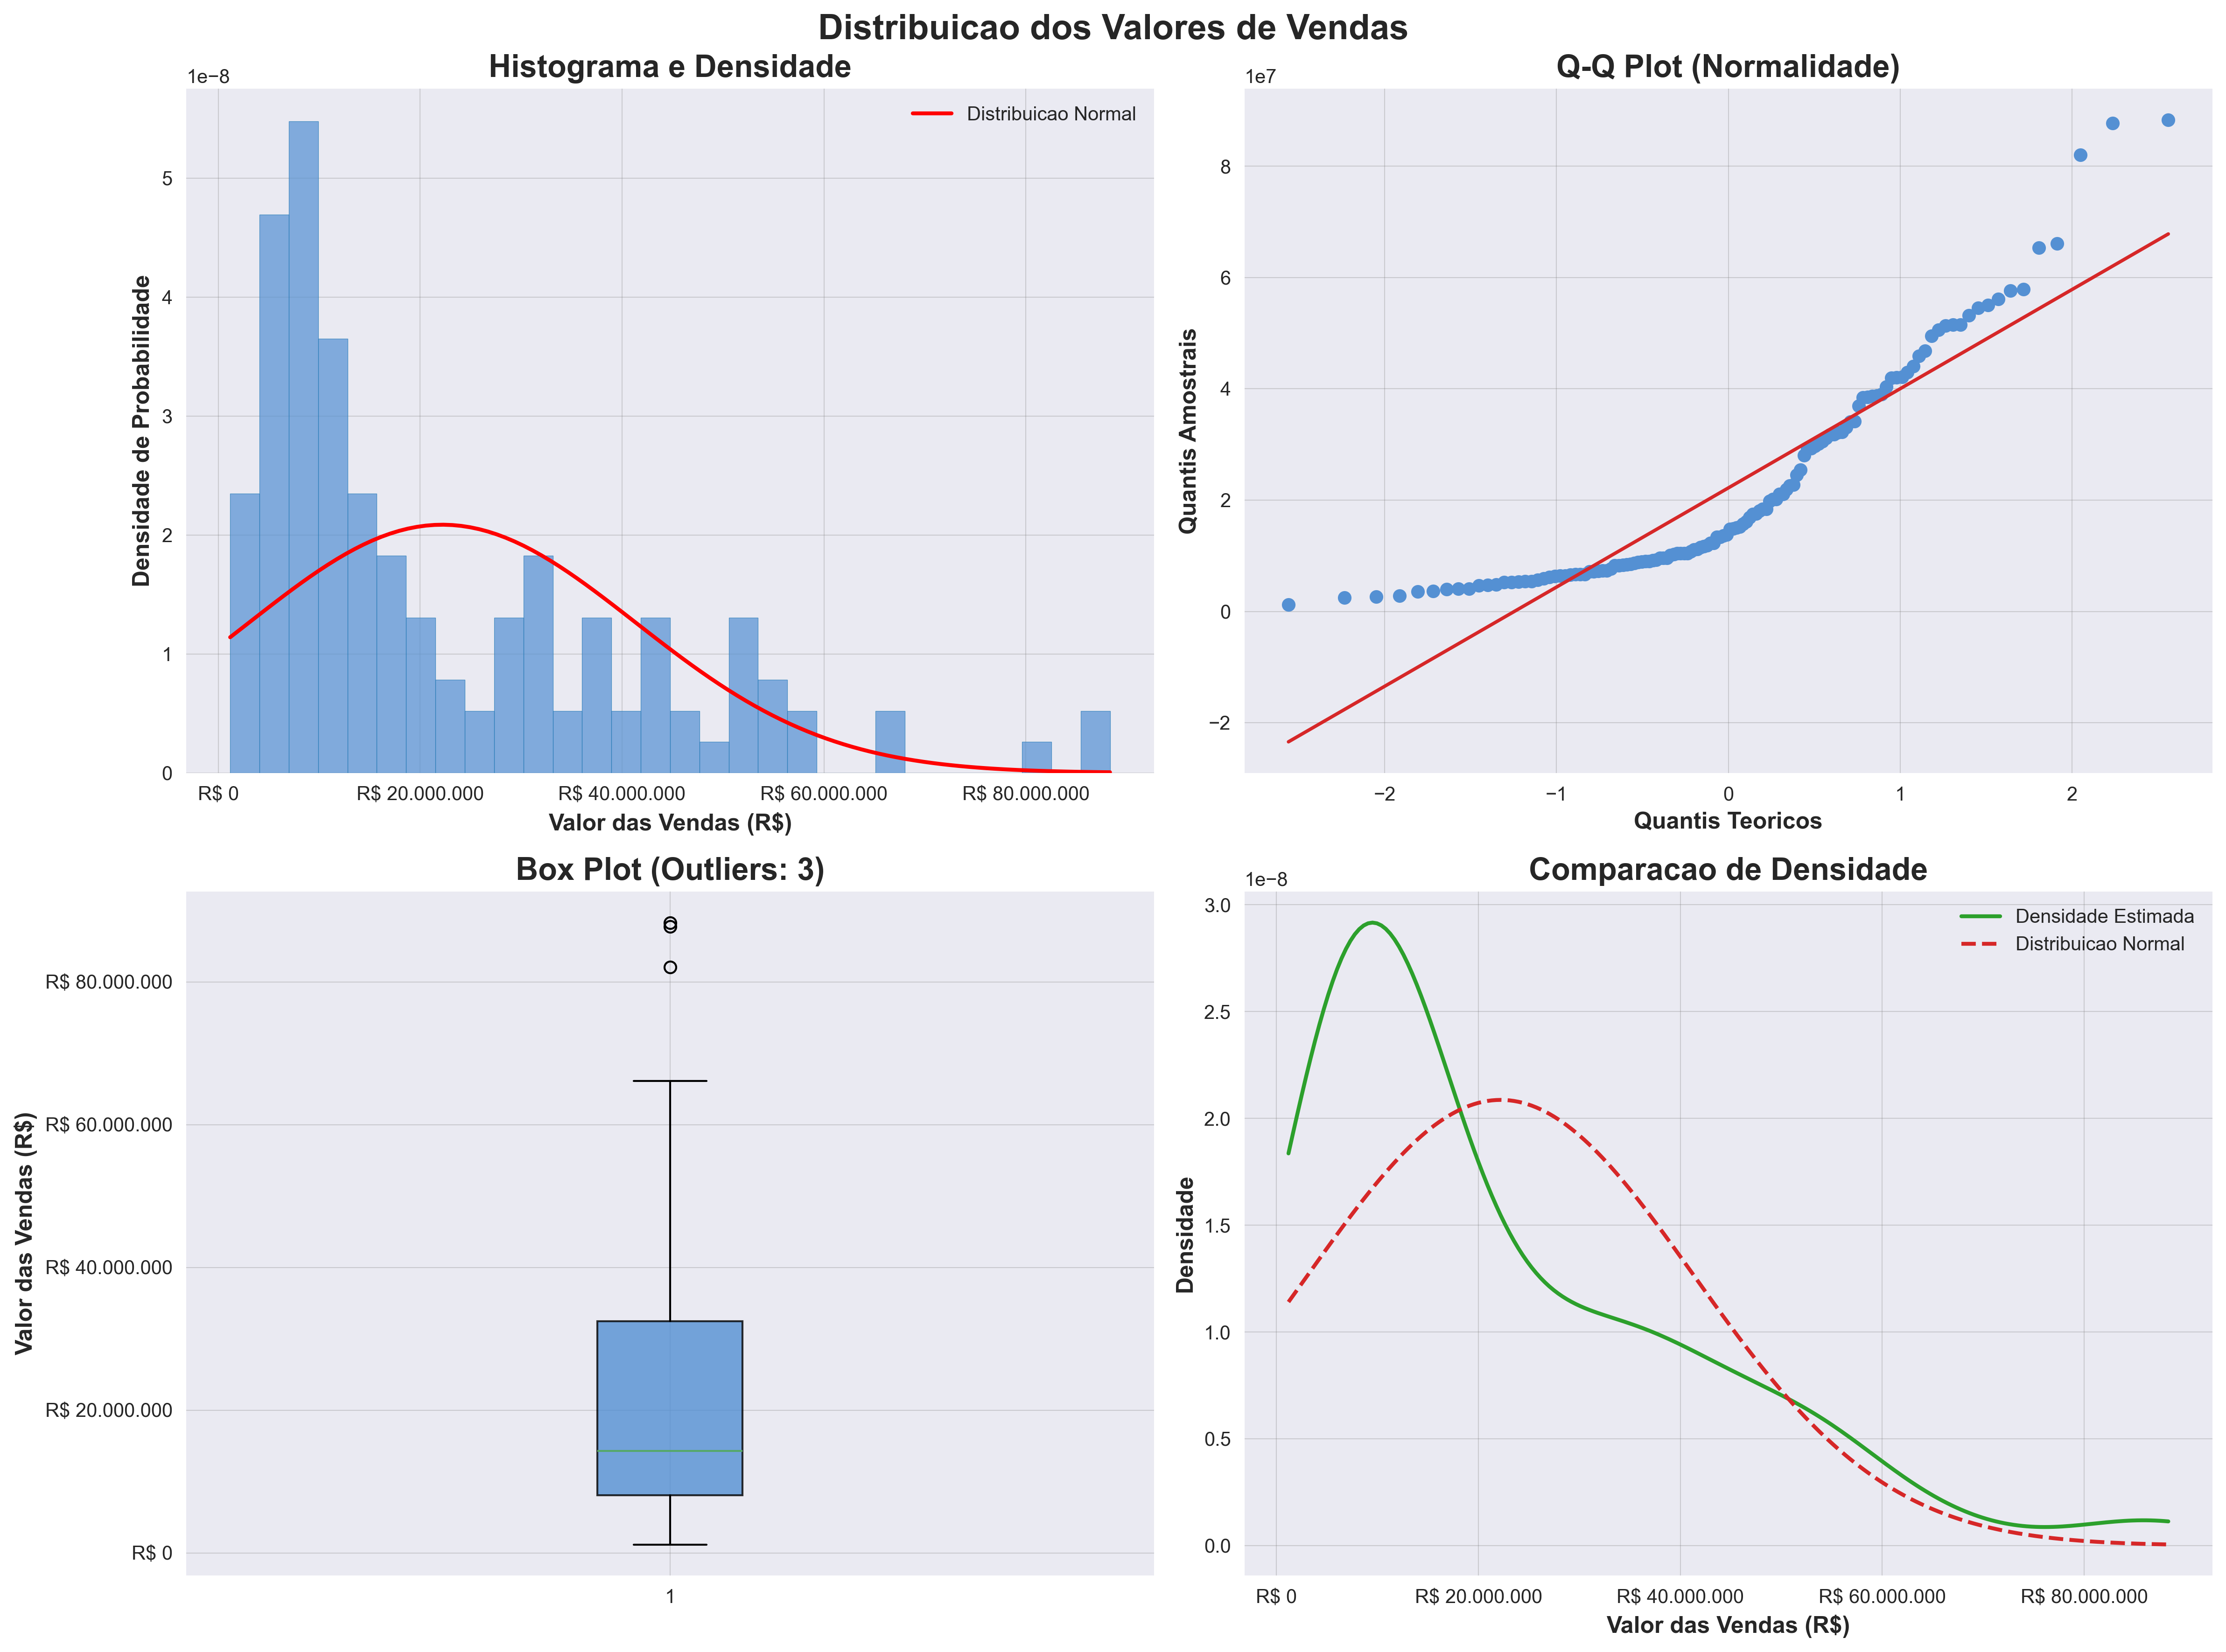 Distribuicao dos Valores de Vendas
Histograma e Densidade
1e−8
Distribuicao Normal
Densidade de Probabilidade
5
4
3
2
1
0
R$ 0
R$ 20.000.000
R$ 40.000.000
R$ 60.000.000
R$ 80.000.000
Valor das Vendas (R$)
Q-Q Plot (Normalidade)
1e7
Quantis Amostrais
8
6
4
2
0
−2
−2
−1
0
1
2
Quantis Teoricos
Box Plot (Outliers: 3)
Valor das Vendas (R$)
R$ 80.000.000
R$ 60.000.000
R$ 40.000.000
R$ 20.000.000
R$ 0
1
Comparacao de Densidade
1e−8
Densidade Estimada
Distribuicao Normal
Densidade
3.0
2.5
2.0
1.5
1.0
0.5
0.0
R$ 0
R$ 20.000.000
R$ 40.000.000
R$ 60.000.000
R$ 80.000.000
Valor das Vendas (R$)